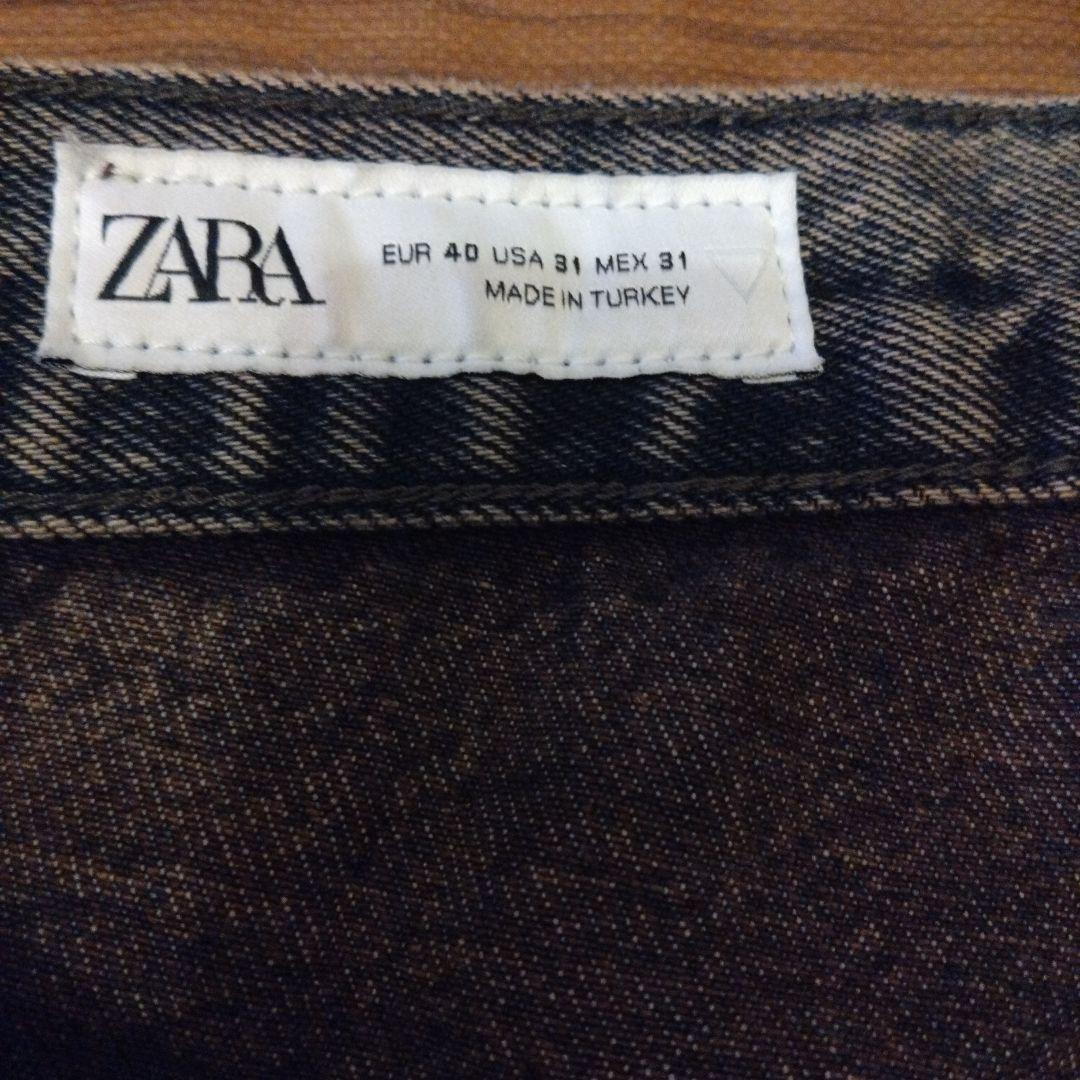 ZARA
EUR 40 USA 31 MEX 31
MADE IN TURKEY